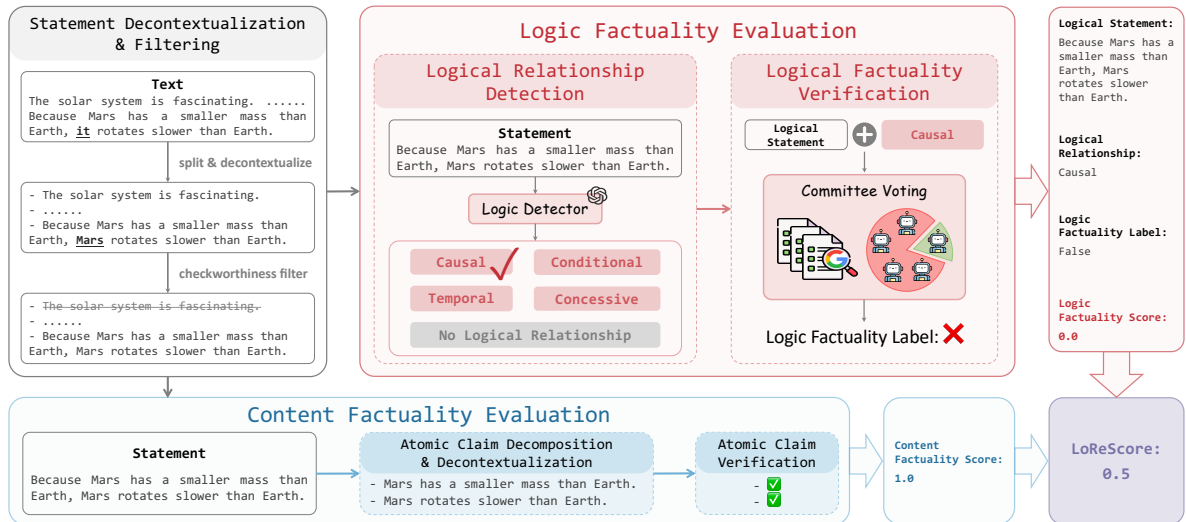 Statement Decontextualization
& Filtering
Text
The solar system is fascinating. ......
Because Mars has a smaller mass than
Earth, it rotates slower than Earth.
split & decontextualize
- The solar system is fascinating.
- ......
- Because Mars has a smaller mass than
Earth, Mars rotates slower than Earth.
checkworthiness filter
- The solar system is fascinating.
- ......
- Because Mars has a smaller mass than
Earth, Mars rotates slower than Earth.
Logic Factuality Evaluation
Logical Relationship
Detection
Statement
Because Mars has a smaller mass than
Earth, Mars rotates slower than Earth.
Logic Detector
Causal
Conditional
Temporal
Concessive
No Logical Relationship
Logical Factuality
Verification
Logical
Statement
Causal
Committee Voting
G
Logic Factuality Label:
Logical Statement:
Because Mars has a
smaller mass than
Earth, Mars
rotates slower
than Earth.
Logical
Relationship:
Causal
Logic
Factuality Label:
False
Logic
Factuality Score:
0.0
Content Factuality Evaluation
Statement
Because Mars has a smaller mass than
Earth, Mars rotates slower than Earth.
Atomic Claim Decomposition
& Decontextualization
- Mars has a smaller mass than Earth.
- Mars rotates slower than Earth.
Atomic Claim
Verification
- ✅
- ✅
Content
Factuality Score:
1.0
LoReScore:
0.5